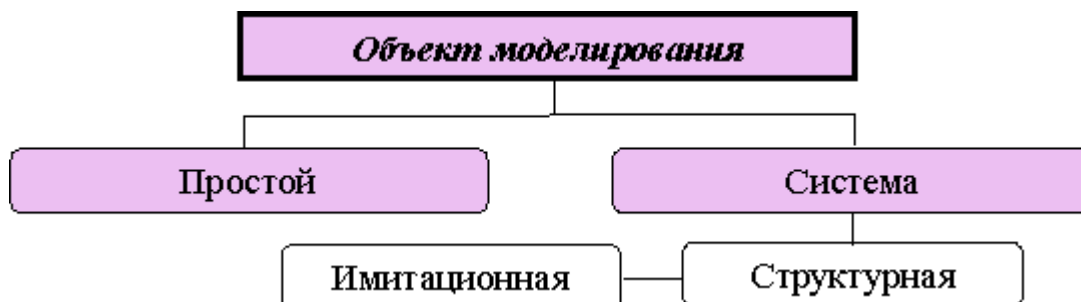 Объект моделирования
Простой
Система
Имитационная
Структурная